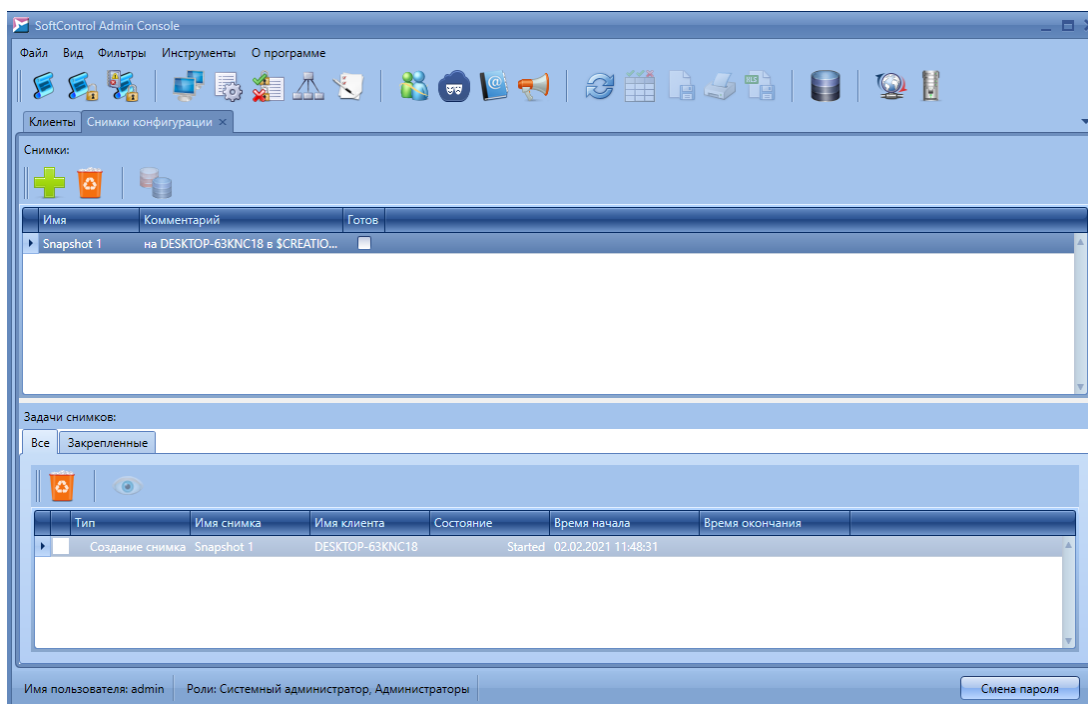 SoftControl Admin Console
Файл Вид Фильтры Инструменты О программе
Клиенты Снимки конфигурации
Снимки:
Имя Комментарий Готов
Snapshot 1 на DESKTOP-63KNC18 в $CREATIO...
Задачи снимков:
Все Закрепленные
Тип Имя снимка Имя клиента Состояние Время начала Время окончания
Создание снимка Snapshot 1 DESKTOP-63KNC18 Started 02.02.2021 11:48:31
Имя пользователя: admin Роли: Системный администратор, Администраторы Смена пароля